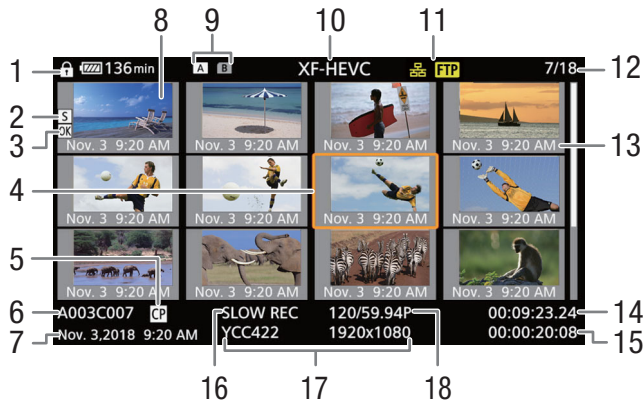 8 9 10 11
1 136 min A B XF-HEVC FTP 7/18 12
2 S
3 OK Nov. 3 9:20 AM Nov. 3 9:20 AM Nov. 3 9:20 AM Nov. 3 9:20 AM 13
4
Nov. 3 9:20 AM Nov. 3 9:20 AM Nov. 3 9:20 AM Nov. 3 9:20 AM
5
Nov. 3 9:20 AM Nov. 3 9:20 AM Nov. 3 9:20 AM Nov. 3 9:20 AM
6 A003C007 CP SLOW REC 120/59.94P 00:09:23.24 14
7 Nov. 3,2018 9:20 AM YCC422 1920x1080 00:00:20:08 15
16 17 18